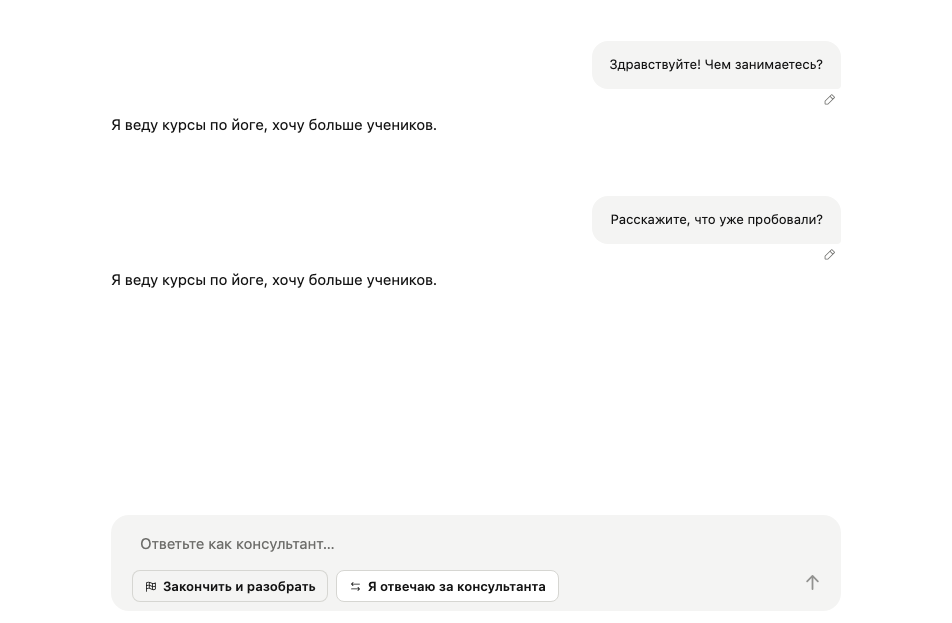 Здравствуйте! Чем занимаетесь?
Я веду курсы по йоге, хочу больше учеников.
Расскажите, что уже пробовали?
Я веду курсы по йоге, хочу больше учеников.
Ответьте как консультант...
Закончить и разобрать
Я отвечаю за консультанта